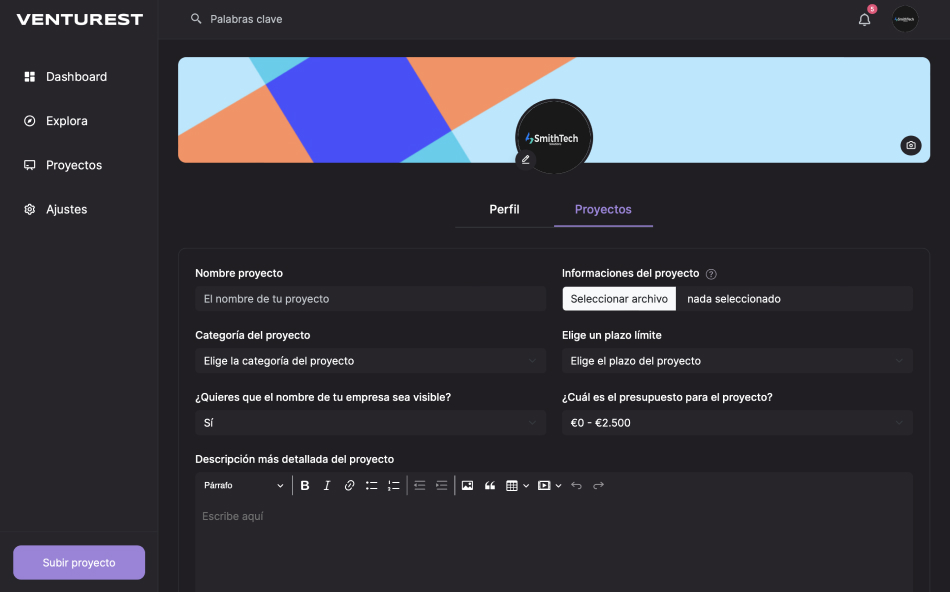 VENTUREST
Palabras clave
5
Dashboard
Explora
Proyectos
Ajustes
SmithTech
Perfil
Proyectos
Nombre proyecto
Informaciones del proyecto ?
El nombre de tu proyecto
Seleccionar archivo nada seleccionado
Categoría del proyecto
Elige un plazo límite
Elige la categoría del proyecto
Elige el plazo del proyecto
¿Quieres que el nombre de tu empresa sea visible?
¿Cuál es el presupuesto para el proyecto?
Sí
€0 - €2.500
Descripción más detallada del proyecto
Párrafo
B I
Escribe aquí
Subir proyecto